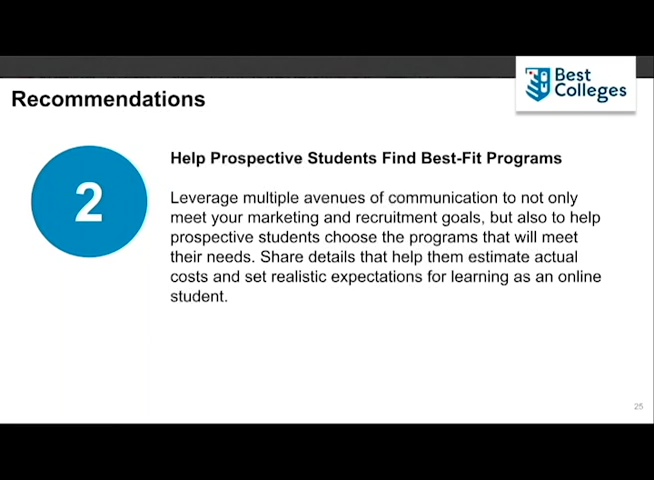 Best
Colleges
Recommendations
2
Help Prospective Students Find Best-Fit Programs
Leverage multiple avenues of communication to not only
meet your marketing and recruitment goals, but also to help
prospective students choose the programs that will meet
their needs. Share details that help them estimate actual
costs and set realistic expectations for learning as an online
student.
25